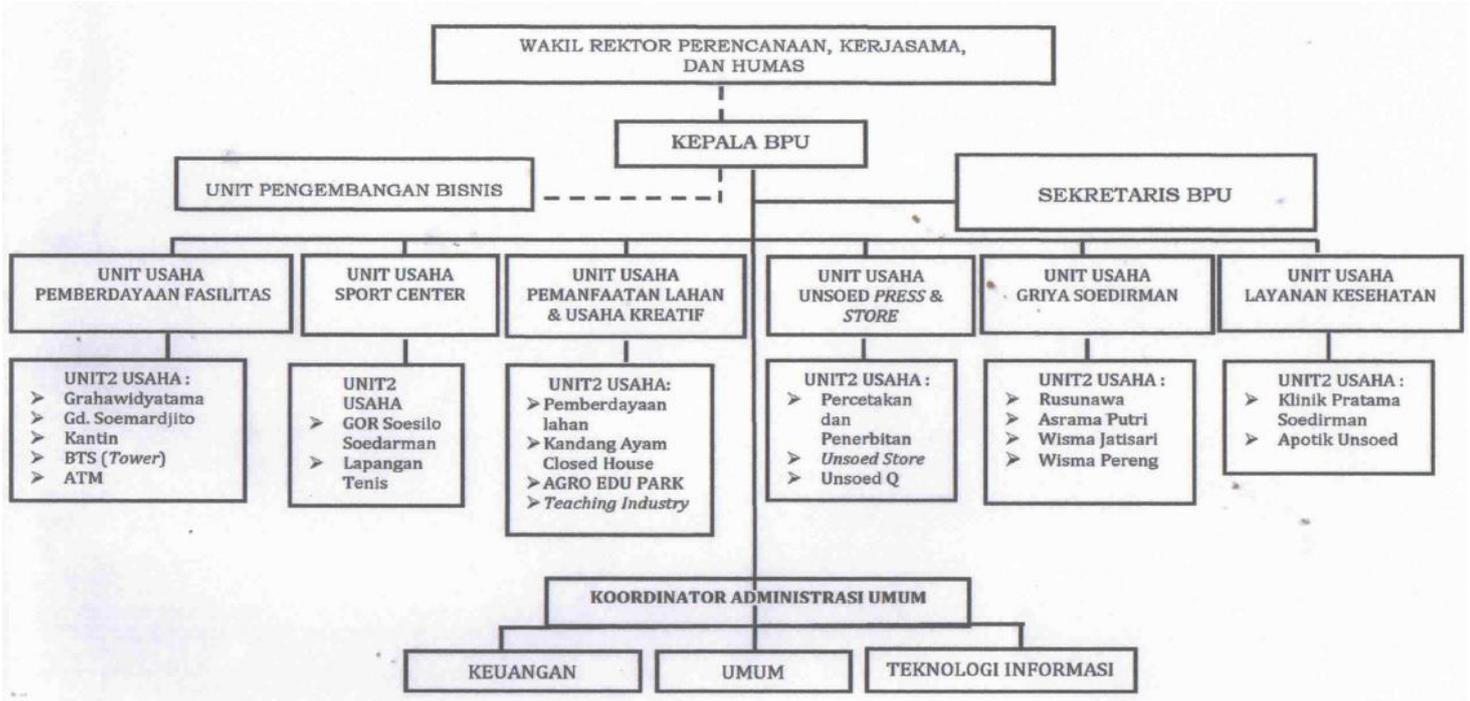 WAKIL REKTOR PERENCANAAN, KERJASAMA,
DAN HUMAS
KEPALA BPU
UNIT PENGEMBANGAN BISNIS
SEKRETARIS BPU
UNIT USAHA
PEMBERDAYAAN FASILITAS
UNIT USAHA
SPORT CENTER
UNIT USAHA
PEMANFAATAN LAHAN
& USAHA KREATIF
UNIT USAHA
UNSOED PRESS &
STORE
UNIT USAHA
GRIYA SOEDIRMAN
UNIT USAHA
LAYANAN KESEHATAN
UNIT2 USAHA :
➢ Grahawidyatama
➢ Gd. Soemardjito
➢ Kantin
➢ BTS (Tower)
➢ ATM
UNIT2
USAHA
➢ GOR Soesilo
Soedarman
➢ Lapangan
Tenis
UNIT2 USAHA:
➢ Pemberdayaan
lahan
➢ Kandang Ayam
Closed House
➢ AGRO EDU PARK
➢ Teaching Industry
UNIT2 USAHA :
➢ Percetakan
dan
Penerbitan
➢ Unsoed Store
➢ Unsoed Q
UNIT2 USAHA :
➢ Rusunawa
➢ Asrama Putri
➢ Wisma Jatisari
➢ Wisma Pereng
UNIT2 USAHA :
➢ Klinik Pratama
Soedirman
➢ Apotik Unsoed
KOORDINATOR ADMINISTRASI UMUM
KEUANGAN
UMUM
TEKNOLOGI INFORMASI